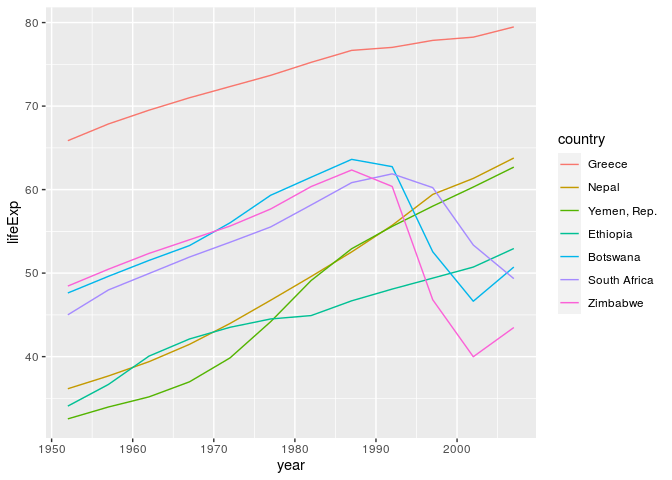 80
70
60
50
40
lifeExp
1950 1960 1970 1980 1990 2000
year
country
Greece
Nepal
Yemen, Rep.
Ethiopia
Botswana
South Africa
Zimbabwe